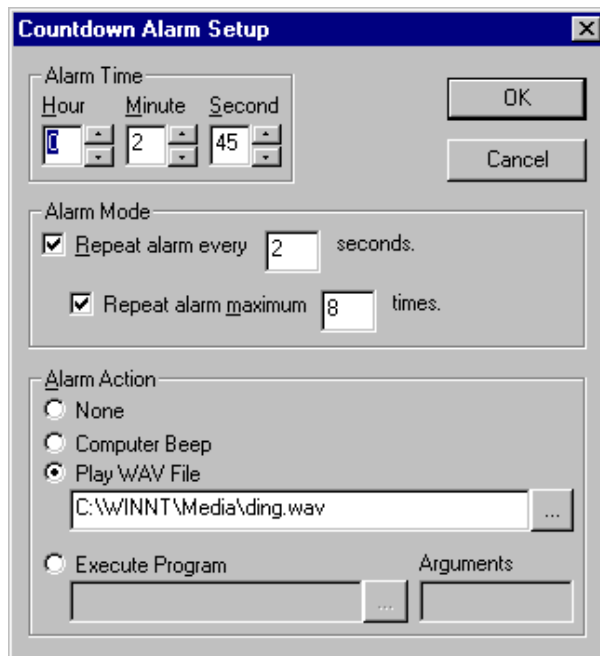 Countdown Alarm Setup
Alarm Time
Hour Minute Second
0 2 45
OK
Cancel
Alarm Mode
Repeat alarm every 2 seconds.
Repeat alarm maximum 8 times.
Alarm Action
None
Computer Beep
Play WAV File
C:\WINNT\Media\ding.wav ...
Execute Program Arguments
...